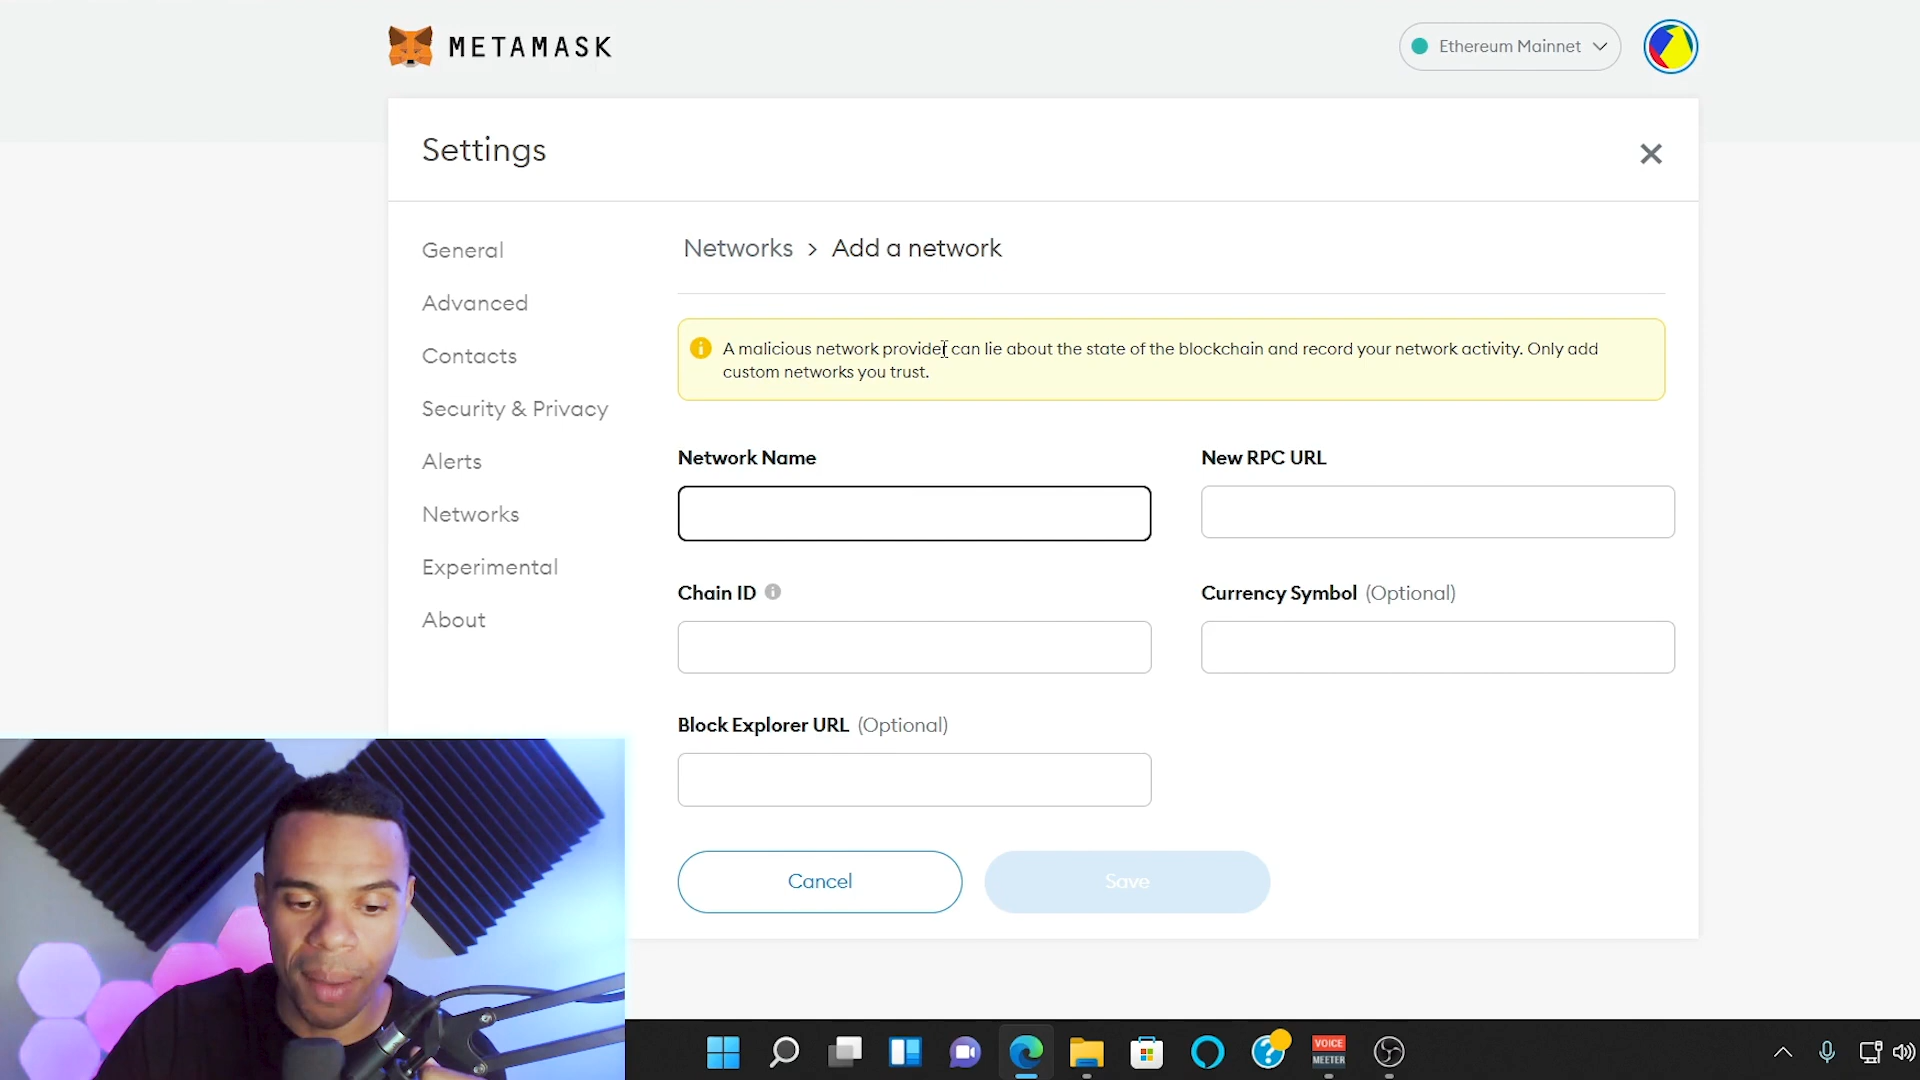 METAMASK
Ethereum Mainnet
Settings
General
Advanced
Contacts
Security & Privacy
Alerts
Networks
Experimental
About
Networks > Add a network
A malicious network provider can lie about the state of the blockchain and record your network activity. Only add
custom networks you trust.
Network Name
New RPC URL
Chain ID
Currency Symbol (Optional)
Block Explorer URL (Optional)
Cancel
Save
VOICE
MEETER